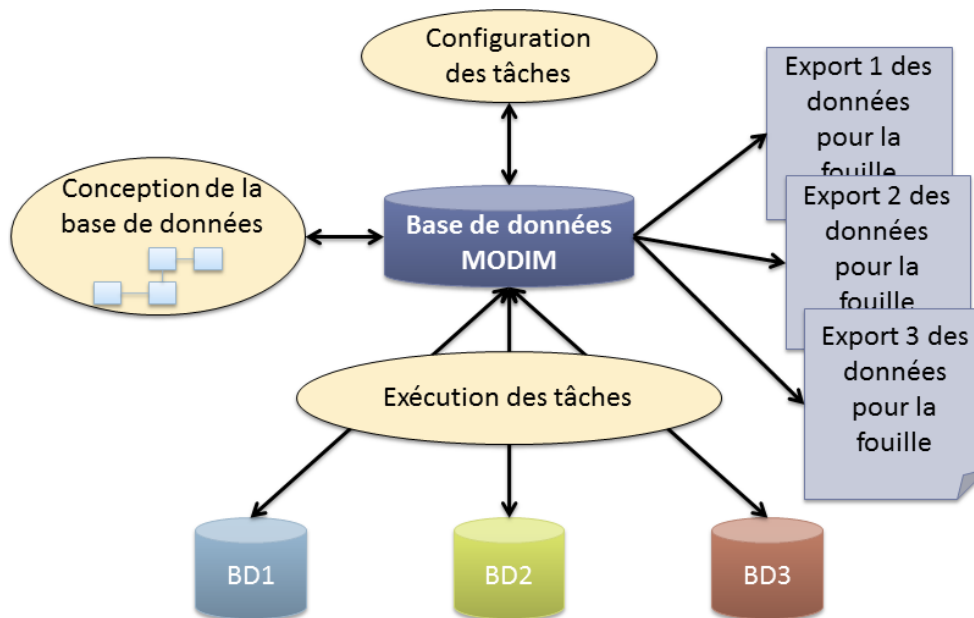 Configuration
des tâches
Export 1 des
données
pour la
fouille
Conception de la
base de données
Base de données
MODIM
Export 2 des
données
pour la
fouille
Export 3 des
données
pour la
fouille
Exécution des tâches
BD1
BD2
BD3